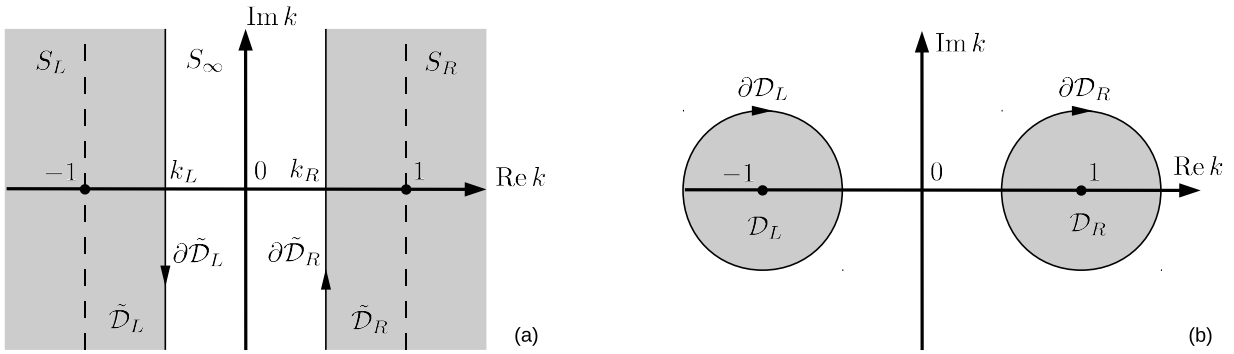 Im k
S_L
S_∞
S_R
−1
k_L
0
k_R
1
Re k
∂𝒟̃_L
∂𝒟̃_R
𝒟̃_L
𝒟̃_R
(a)
Im k
∂𝒟_L
∂𝒟_R
−1
0
1
Re k
𝒟_L
𝒟_R
(b)